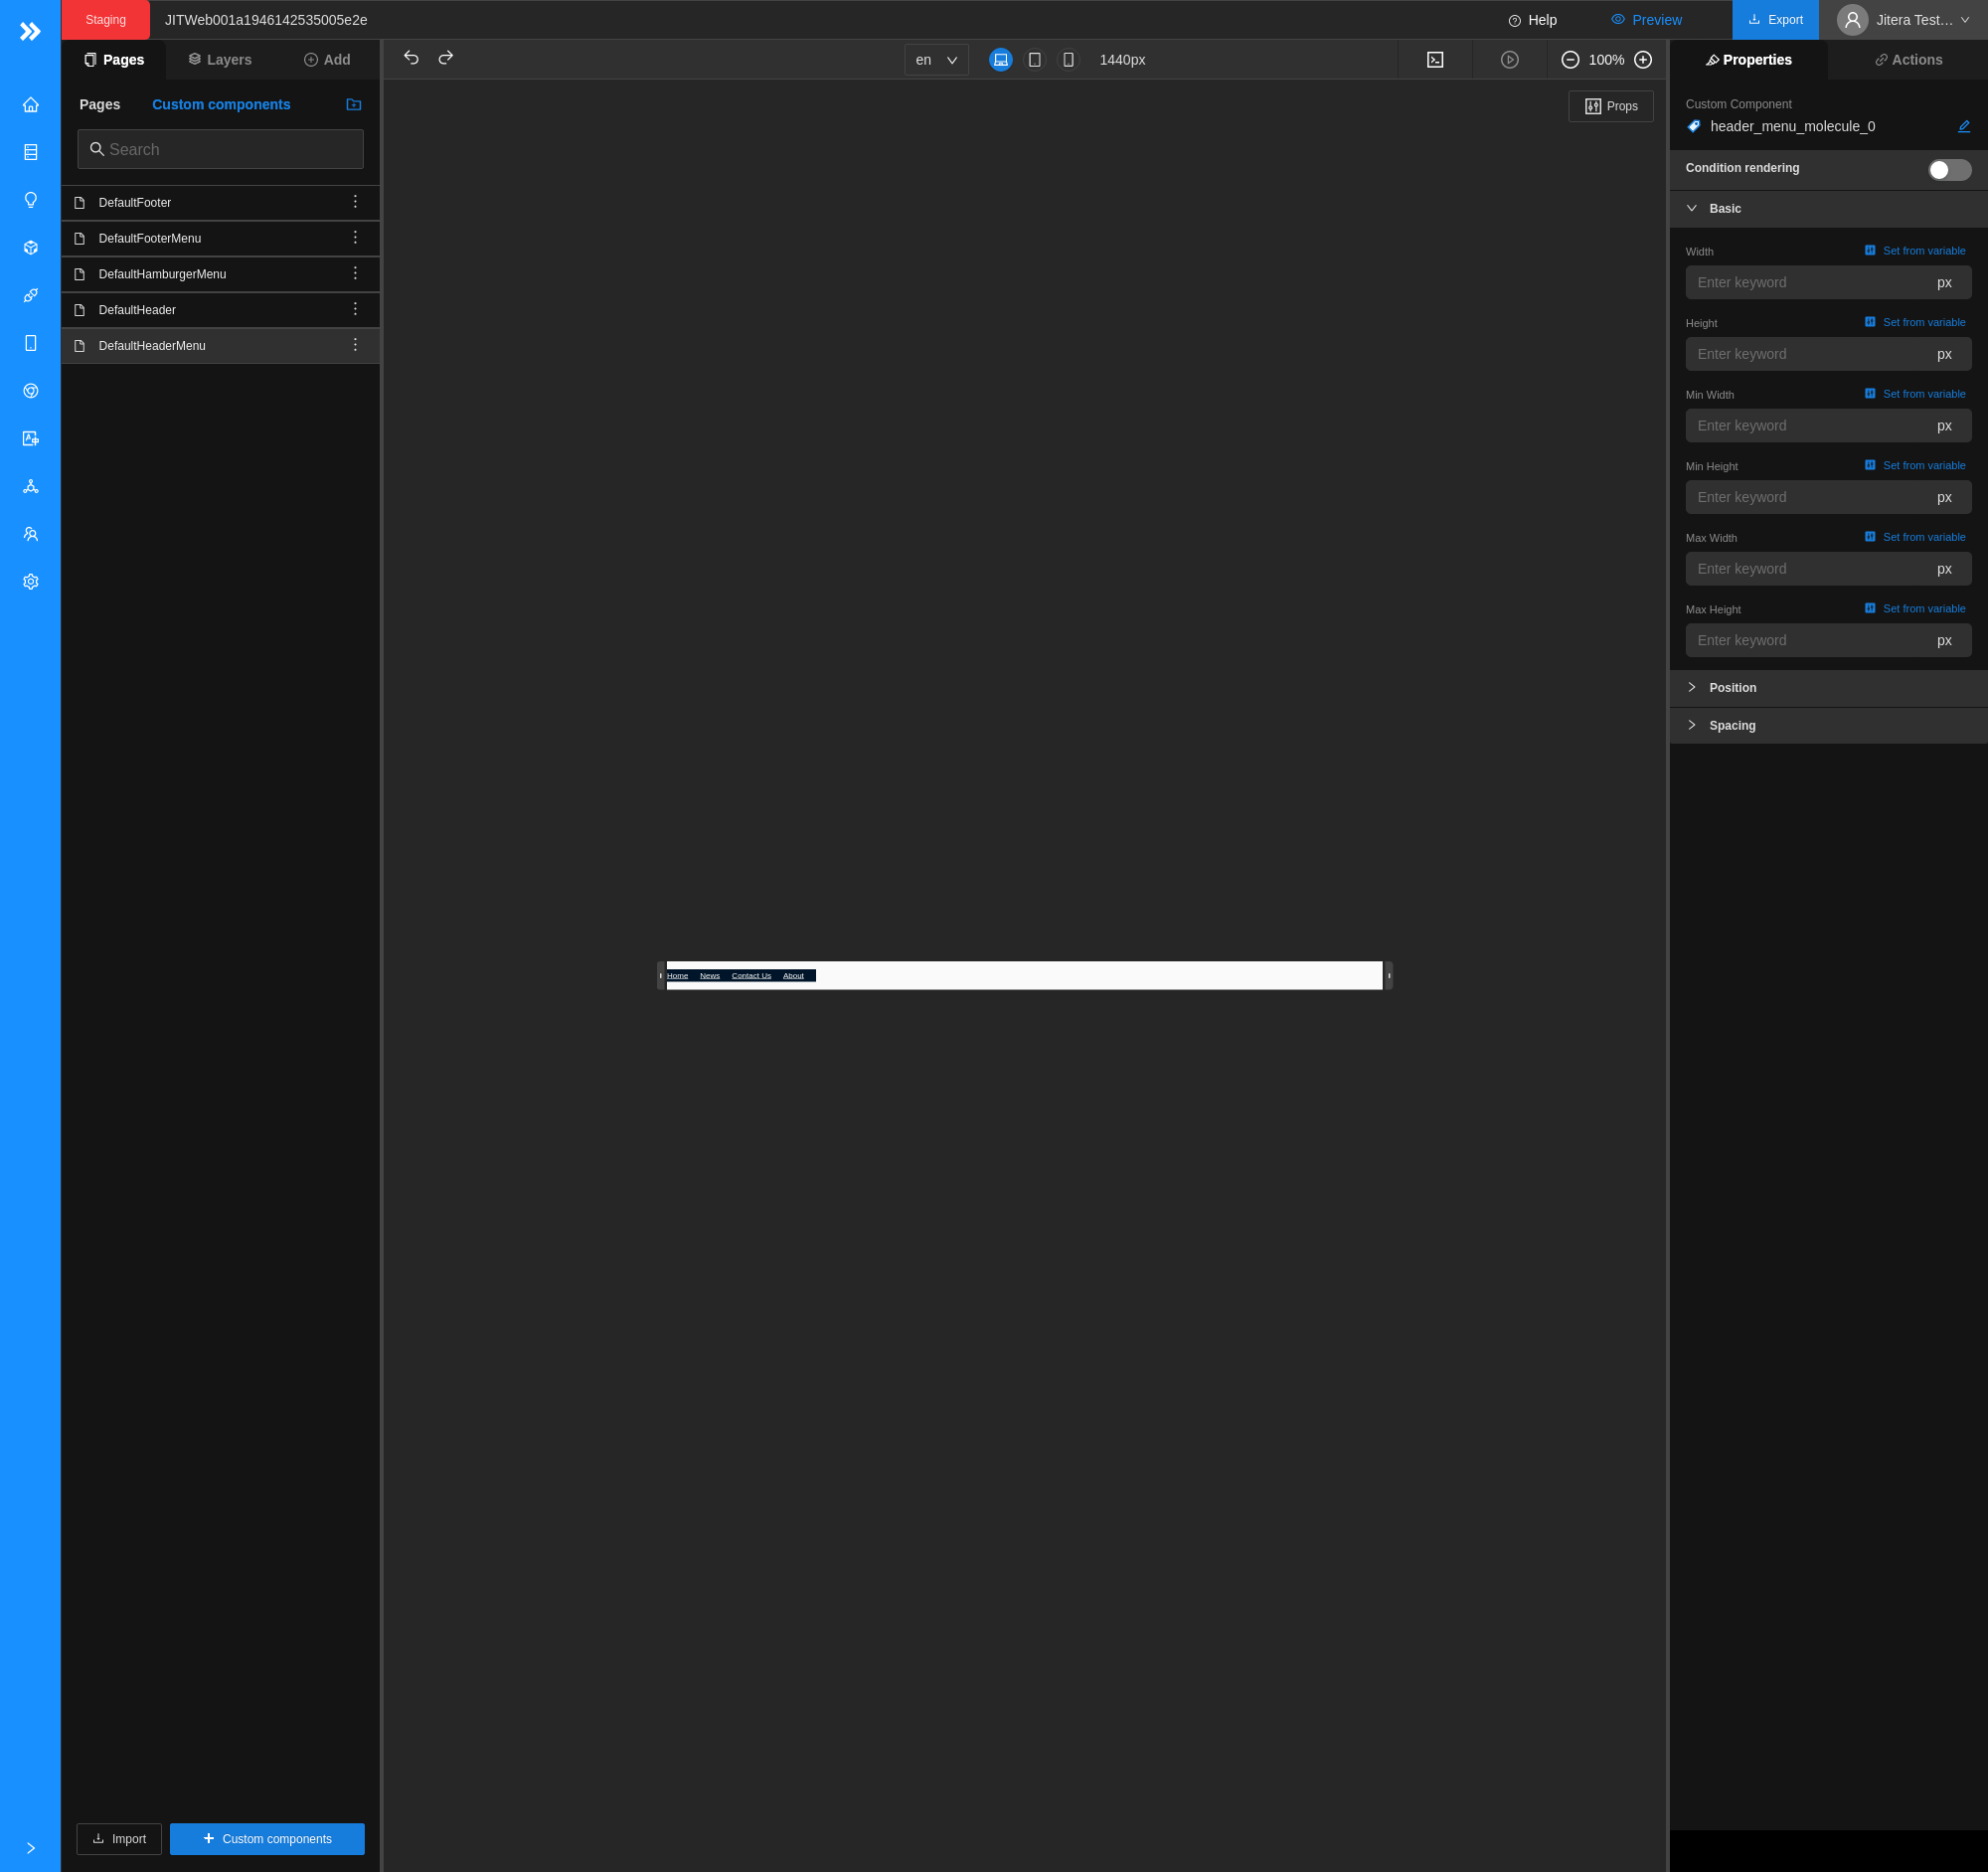 Staging
JITWeb001a1946142535005e2e
Help
Preview
Export
Jitera Test...
Pages
Layers
Add
en
1440px
100%
Properties
Actions
Pages
Custom components
Search
DefaultFooter
DefaultFooterMenu
DefaultHamburgerMenu
DefaultHeader
DefaultHeaderMenu
Import
Custom components
Props
Home News Contact Us About
Custom Component
header_menu_molecule_0
Condition rendering
Basic
Width Set from variable
Enter keyword px
Height Set from variable
Enter keyword px
Min Width Set from variable
Enter keyword px
Min Height Set from variable
Enter keyword px
Max Width Set from variable
Enter keyword px
Max Height Set from variable
Enter keyword px
Position
Spacing